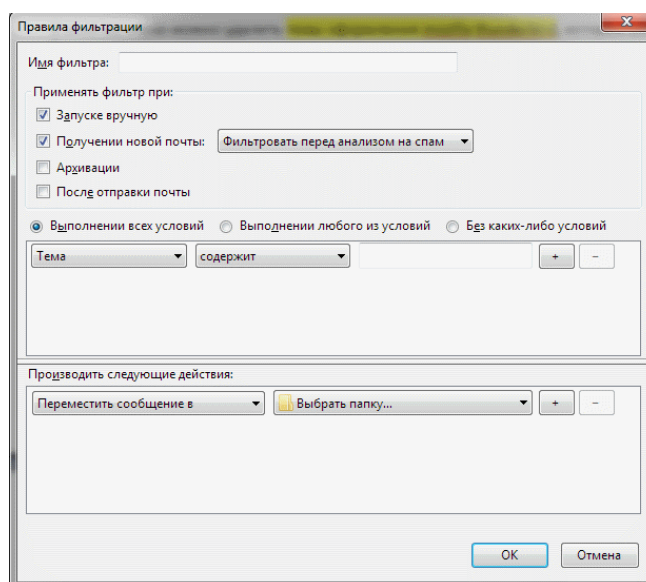 Правила фильтрации
Имя фильтра:
Применять фильтр при:
Запуске вручную
Получении новой почты: Фильтровать перед анализом на спам
Архивации
После отправки почты
Выполнении всех условий Выполнении любого из условий Без каких-либо условий
Тема содержит + -
Производить следующие действия:
Переместить сообщение в Выбрать папку... + -
ОК Отмена